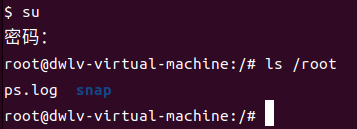 $ su
密码：
root@dwlv-virtual-machine:/# ls /root
ps.log  snap
root@dwlv-virtual-machine:/#